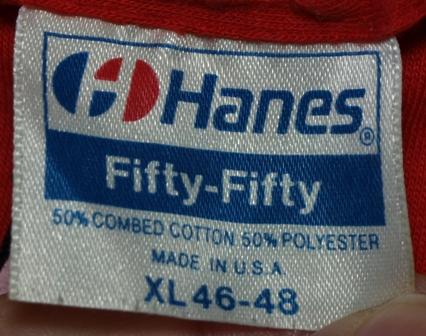 Hanes®
Fifty-Fifty
50% COMBED COTTON 50% POLYESTER
MADE IN U.S.A
XL 46-48